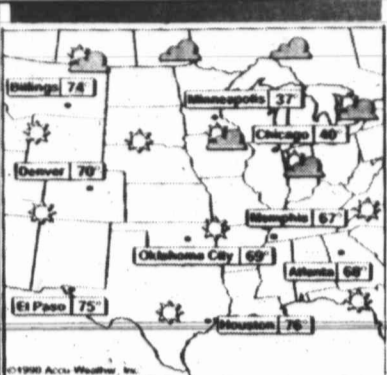 Billings 74°
Minneapolis 37°
Chicago 40°
Denver 70°
Memphis 67°
Oklahoma City 69°
Atlanta 68°
El Paso 75°
Houston 76°
©1990 Accu-Weather, Inc.